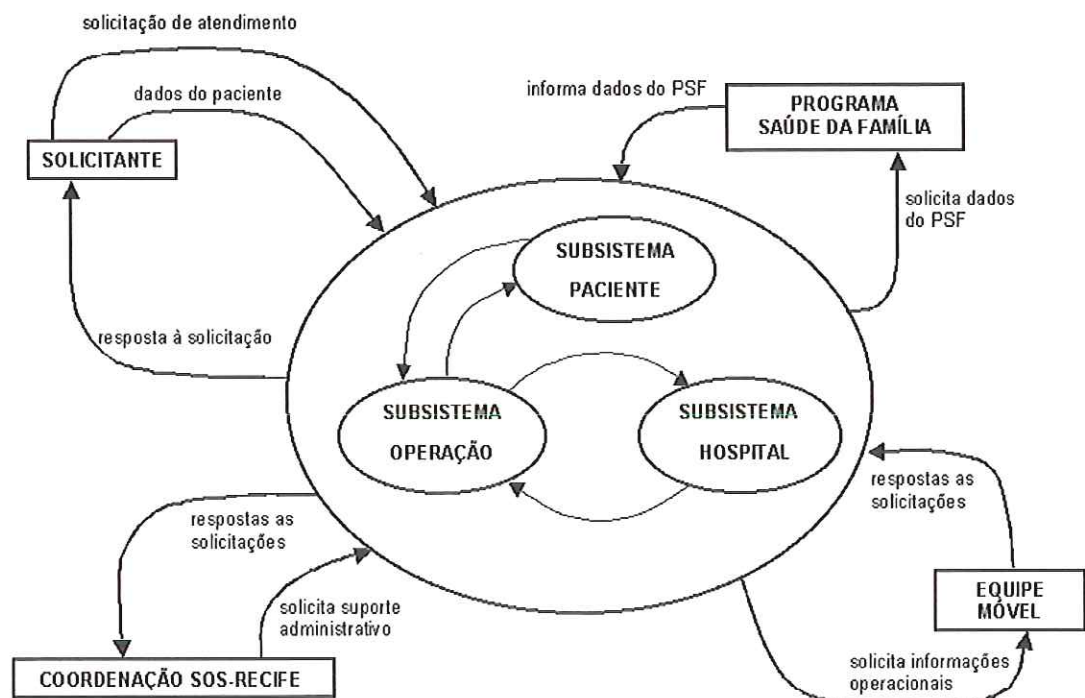 solicitação de atendimento
dados do paciente
SOLICITANTE
informa dados do PSF
PROGRAMA
SAÚDE DA FAMÍLIA
solicita dados
do PSF
SUBSISTEMA
PACIENTE
resposta à solicitação
SUBSISTEMA
OPERAÇÃO
SUBSISTEMA
HOSPITAL
respostas as
solicitações
respostas as
solicitações
solicita suporte
administrativo
EQUIPE
MÓVEL
COORDENAÇÃO SOS-RECIFE
solicita informações
operacionais